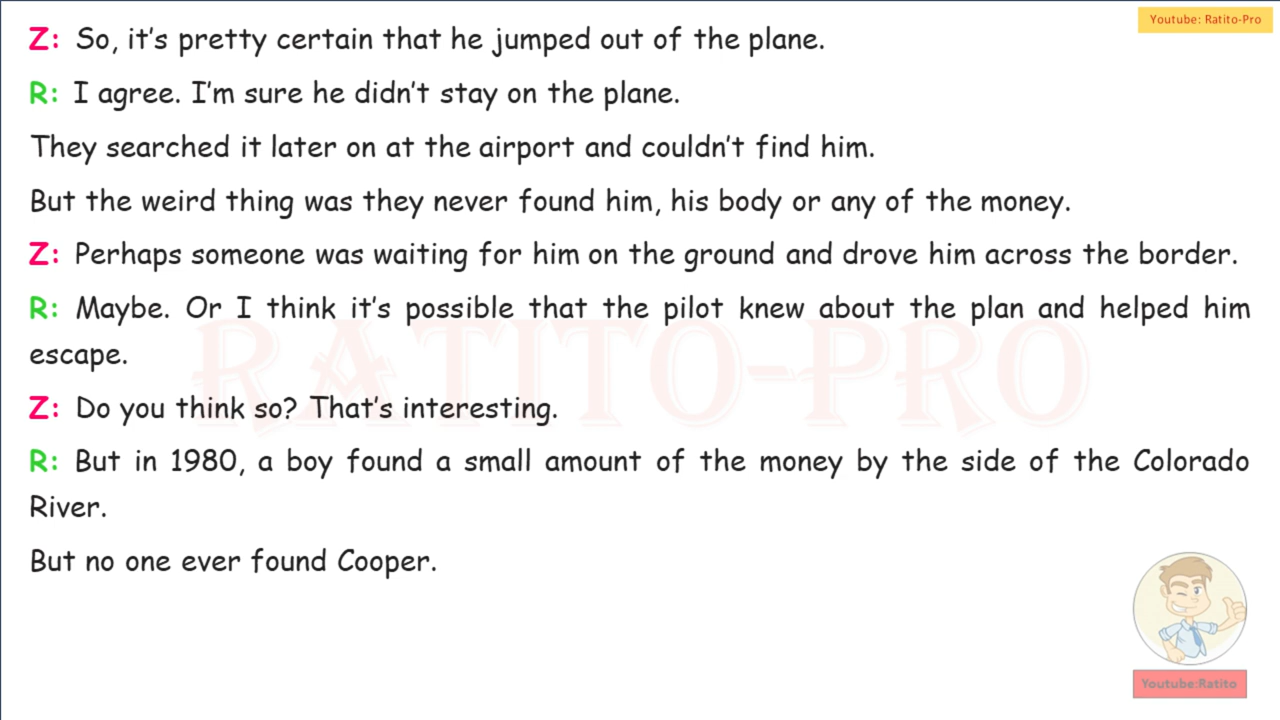 Youtube: Ratito-Pro
Z: So, it's pretty certain that he jumped out of the plane.
R: I agree. I'm sure he didn't stay on the plane.
They searched it later on at the airport and couldn't find him.
But the weird thing was they never found him, his body or any of the money.
Z: Perhaps someone was waiting for him on the ground and drove him across the border.
R: Maybe. Or I think it's possible that the pilot knew about the plan and helped him
escape.
RATITO-PRO
Z: Do you think so? That's interesting.
R: But in 1980, a boy found a small amount of the money by the side of the Colorado
River.
But no one ever found Cooper.
Youtube:Ratito